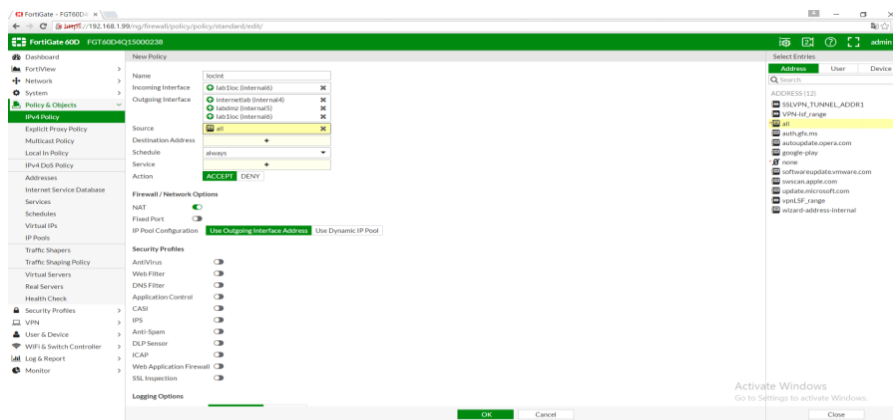 FortiGate - FGT60D4
https://192.168.1.99/ng/firewall/policy/policy/standard/edit/
FortiGate 60D FGT60D4Q15000238
admin
Dashboard
FortiView
Network
System
Policy & Objects
IPv4 Policy
Explicit Proxy Policy
Multicast Policy
Local In Policy
IPv4 DoS Policy
Addresses
Internet Service Database
Services
Schedules
Virtual IPs
IP Pools
Traffic Shapers
Traffic Shaping Policy
Virtual Servers
Real Servers
Health Check
Security Profiles
VPN
User & Device
WiFi & Switch Controller
Log & Report
Monitor
New Policy
Name locint
Incoming Interface lab1loc (internal6)
Outgoing Interface internetlab (internal4)
labdmz (internal5)
lab1loc (internal6)
Source all
Destination Address +
Schedule always
Service +
Action ACCEPT DENY
Firewall / Network Options
NAT
Fixed Port
IP Pool Configuration Use Outgoing Interface Address Use Dynamic IP Pool
Security Profiles
AntiVirus
Web Filter
DNS Filter
Application Control
CASI
IPS
Anti-Spam
DLP Sensor
ICAP
Web Application Firewall
SSL Inspection
Logging Options
OK Cancel
Select Entries
Address User Device
Search
ADDRESS (12)
SSLVPN_TUNNEL_ADDR1
VPN-lsf_range
all
auth.gfx.ms
autoupdate.opera.com
google-play
none
softwareupdate.vmware.com
swscan.apple.com
update.microsoft.com
vpnLSF_range
wizard-address-internal
Activate Windows
Go to Settings to activate Windows.
Close